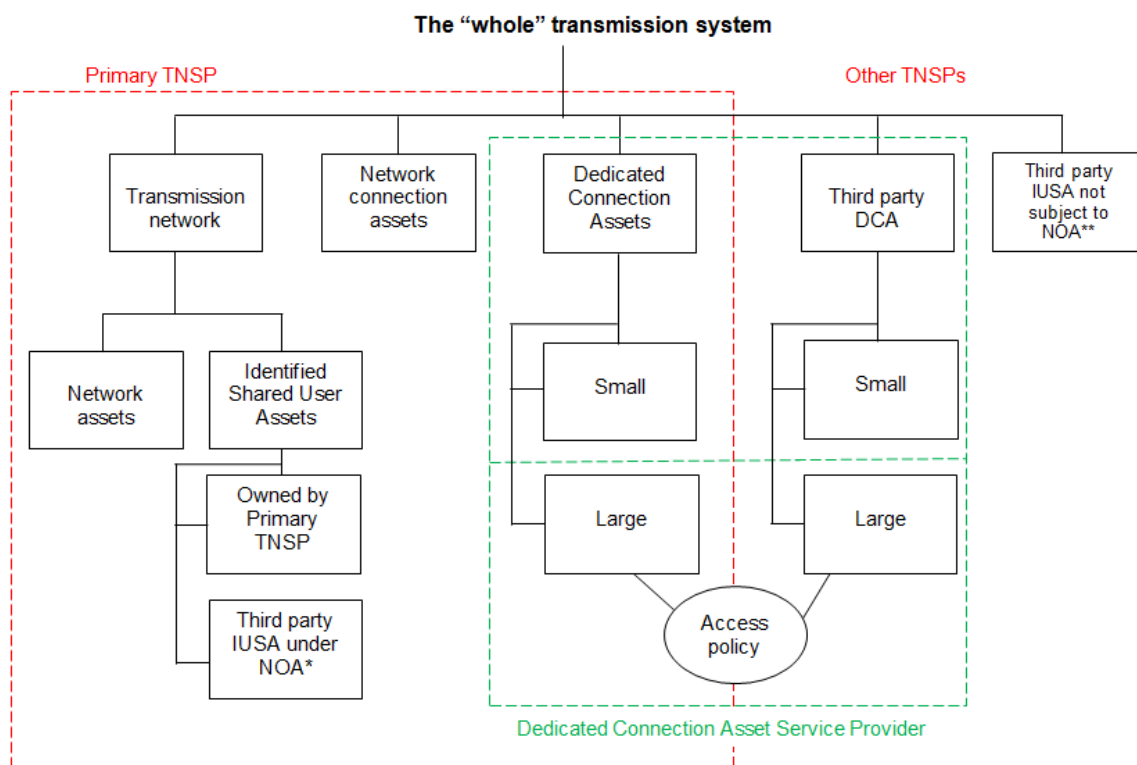 The “whole” transmission system
Primary TNSP
Other TNSPs
Transmission
network
Network
connection
assets
Dedicated
Connection
Assets
Third party
DCA
Third party
IUSA not
subject to
NOA**
Network
assets
Identified
Shared User
Assets
Small
Small
Owned by
Primary
TNSP
Large
Large
Third party
IUSA under
NOA*
Access
policy
Dedicated Connection Asset Service Provider